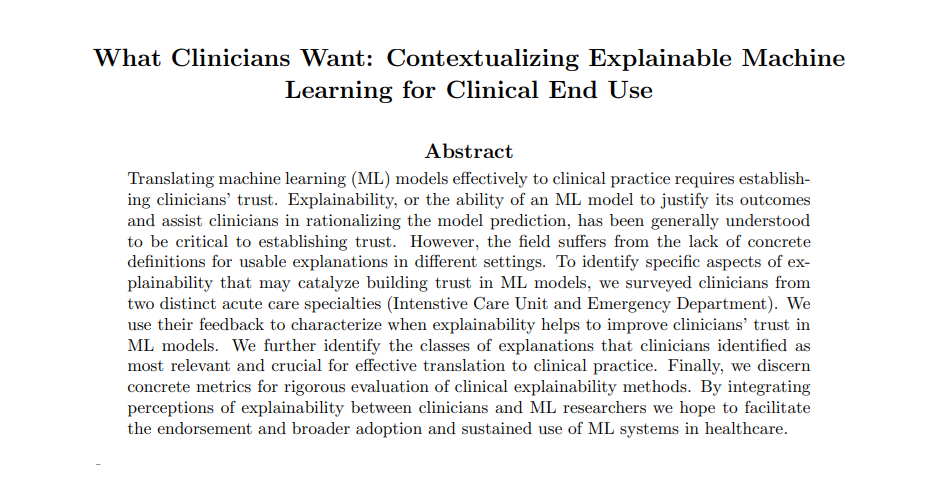 What Clinicians Want: Contextualizing Explainable Machine
Learning for Clinical End Use
Abstract
Translating machine learning (ML) models effectively to clinical practice requires establish-
ing clinicians' trust. Explainability, or the ability of an ML model to justify its outcomes
and assist clinicians in rationalizing the model prediction, has been generally understood
to be critical to establishing trust. However, the field suffers from the lack of concrete
definitions for usable explanations in different settings. To identify specific aspects of ex-
plainability that may catalyze building trust in ML models, we surveyed clinicians from
two distinct acute care specialties (Intenstive Care Unit and Emergency Department). We
use their feedback to characterize when explainability helps to improve clinicians' trust in
ML models. We further identify the classes of explanations that clinicians identified as
most relevant and crucial for effective translation to clinical practice. Finally, we discern
concrete metrics for rigorous evaluation of clinical explainability methods. By integrating
perceptions of explainability between clinicians and ML researchers we hope to facilitate
the endorsement and broader adoption and sustained use of ML systems in healthcare.